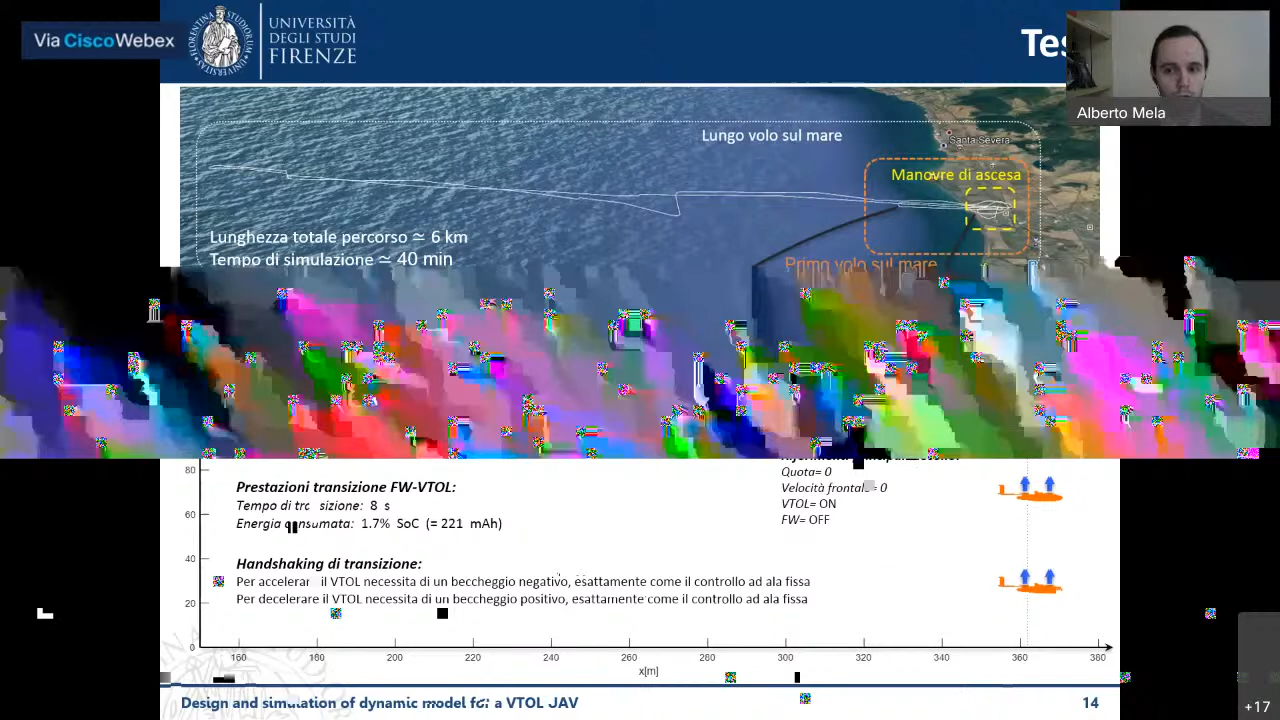 Via CiscoWebex
UNIVERSITÀ
DEGLI STUDI
FIRENZE
Tes
Alberto Mela
Lungo volo sul mare
Santa Severa
Manovre di ascesa
Lunghezza totale percorso ≃ 6 km
Tempo di simulazione ≃ 40 min
Primo volo sul mare
80
Prestazioni transizione FW-VTOL:
Tempo di sizione: 8 s
Energia consumata: 1.7% SoC (= 221 mAh)
Quota= 0
Velocità frontale= 0
VTOL= ON
FW= OFF
60
40
Handshaking di transizione:
Per accelerar il VTOL necessita di un beccheggio negativo, esattamente come il controllo ad ala fissa
Per decelerare il VTOL necessita di un beccheggio positivo, esattamente come il controllo ad ala fissa
20
0
160 180 200 220 240 260 280 300 320 340 360 380
x[m]
Design and simulation of dynamic model for a VTOL JAV
14
+17